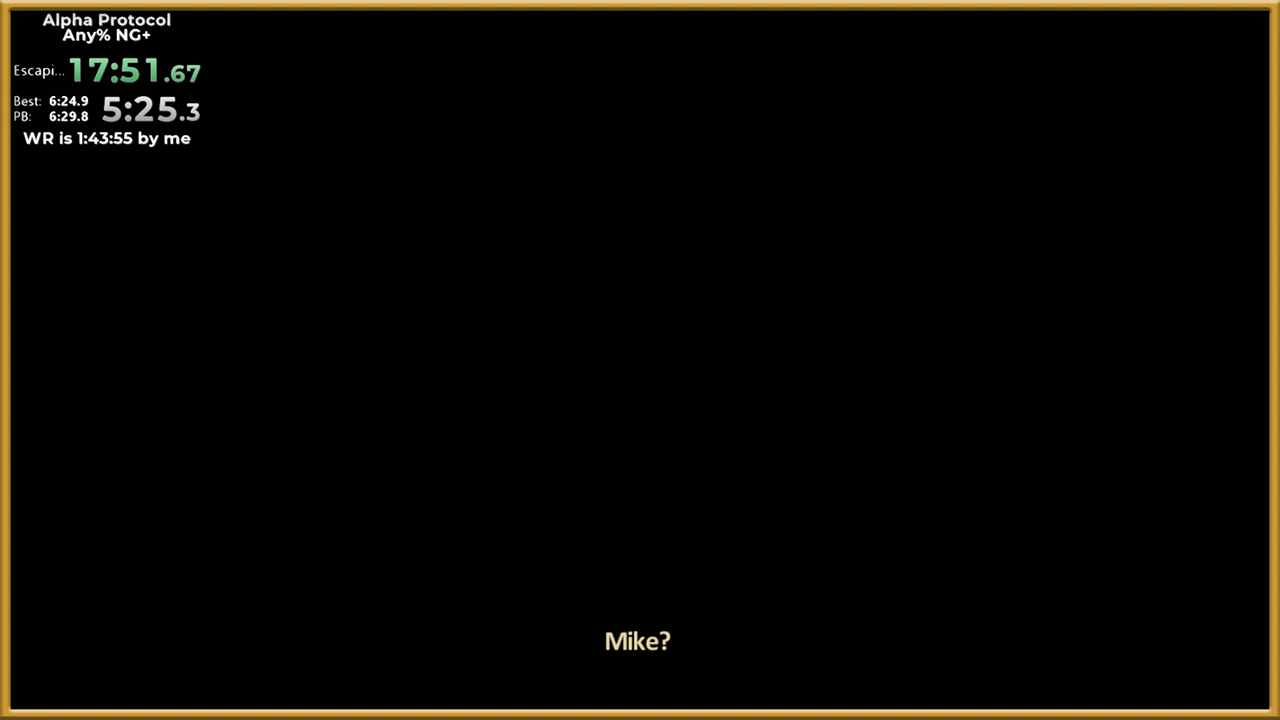 Alpha Protocol
Any% NG+
Escapi... 17:51.67
Best: 6:24.9 5:25.3
PB: 6:29.8
WR is 1:43:55 by me
Mike?